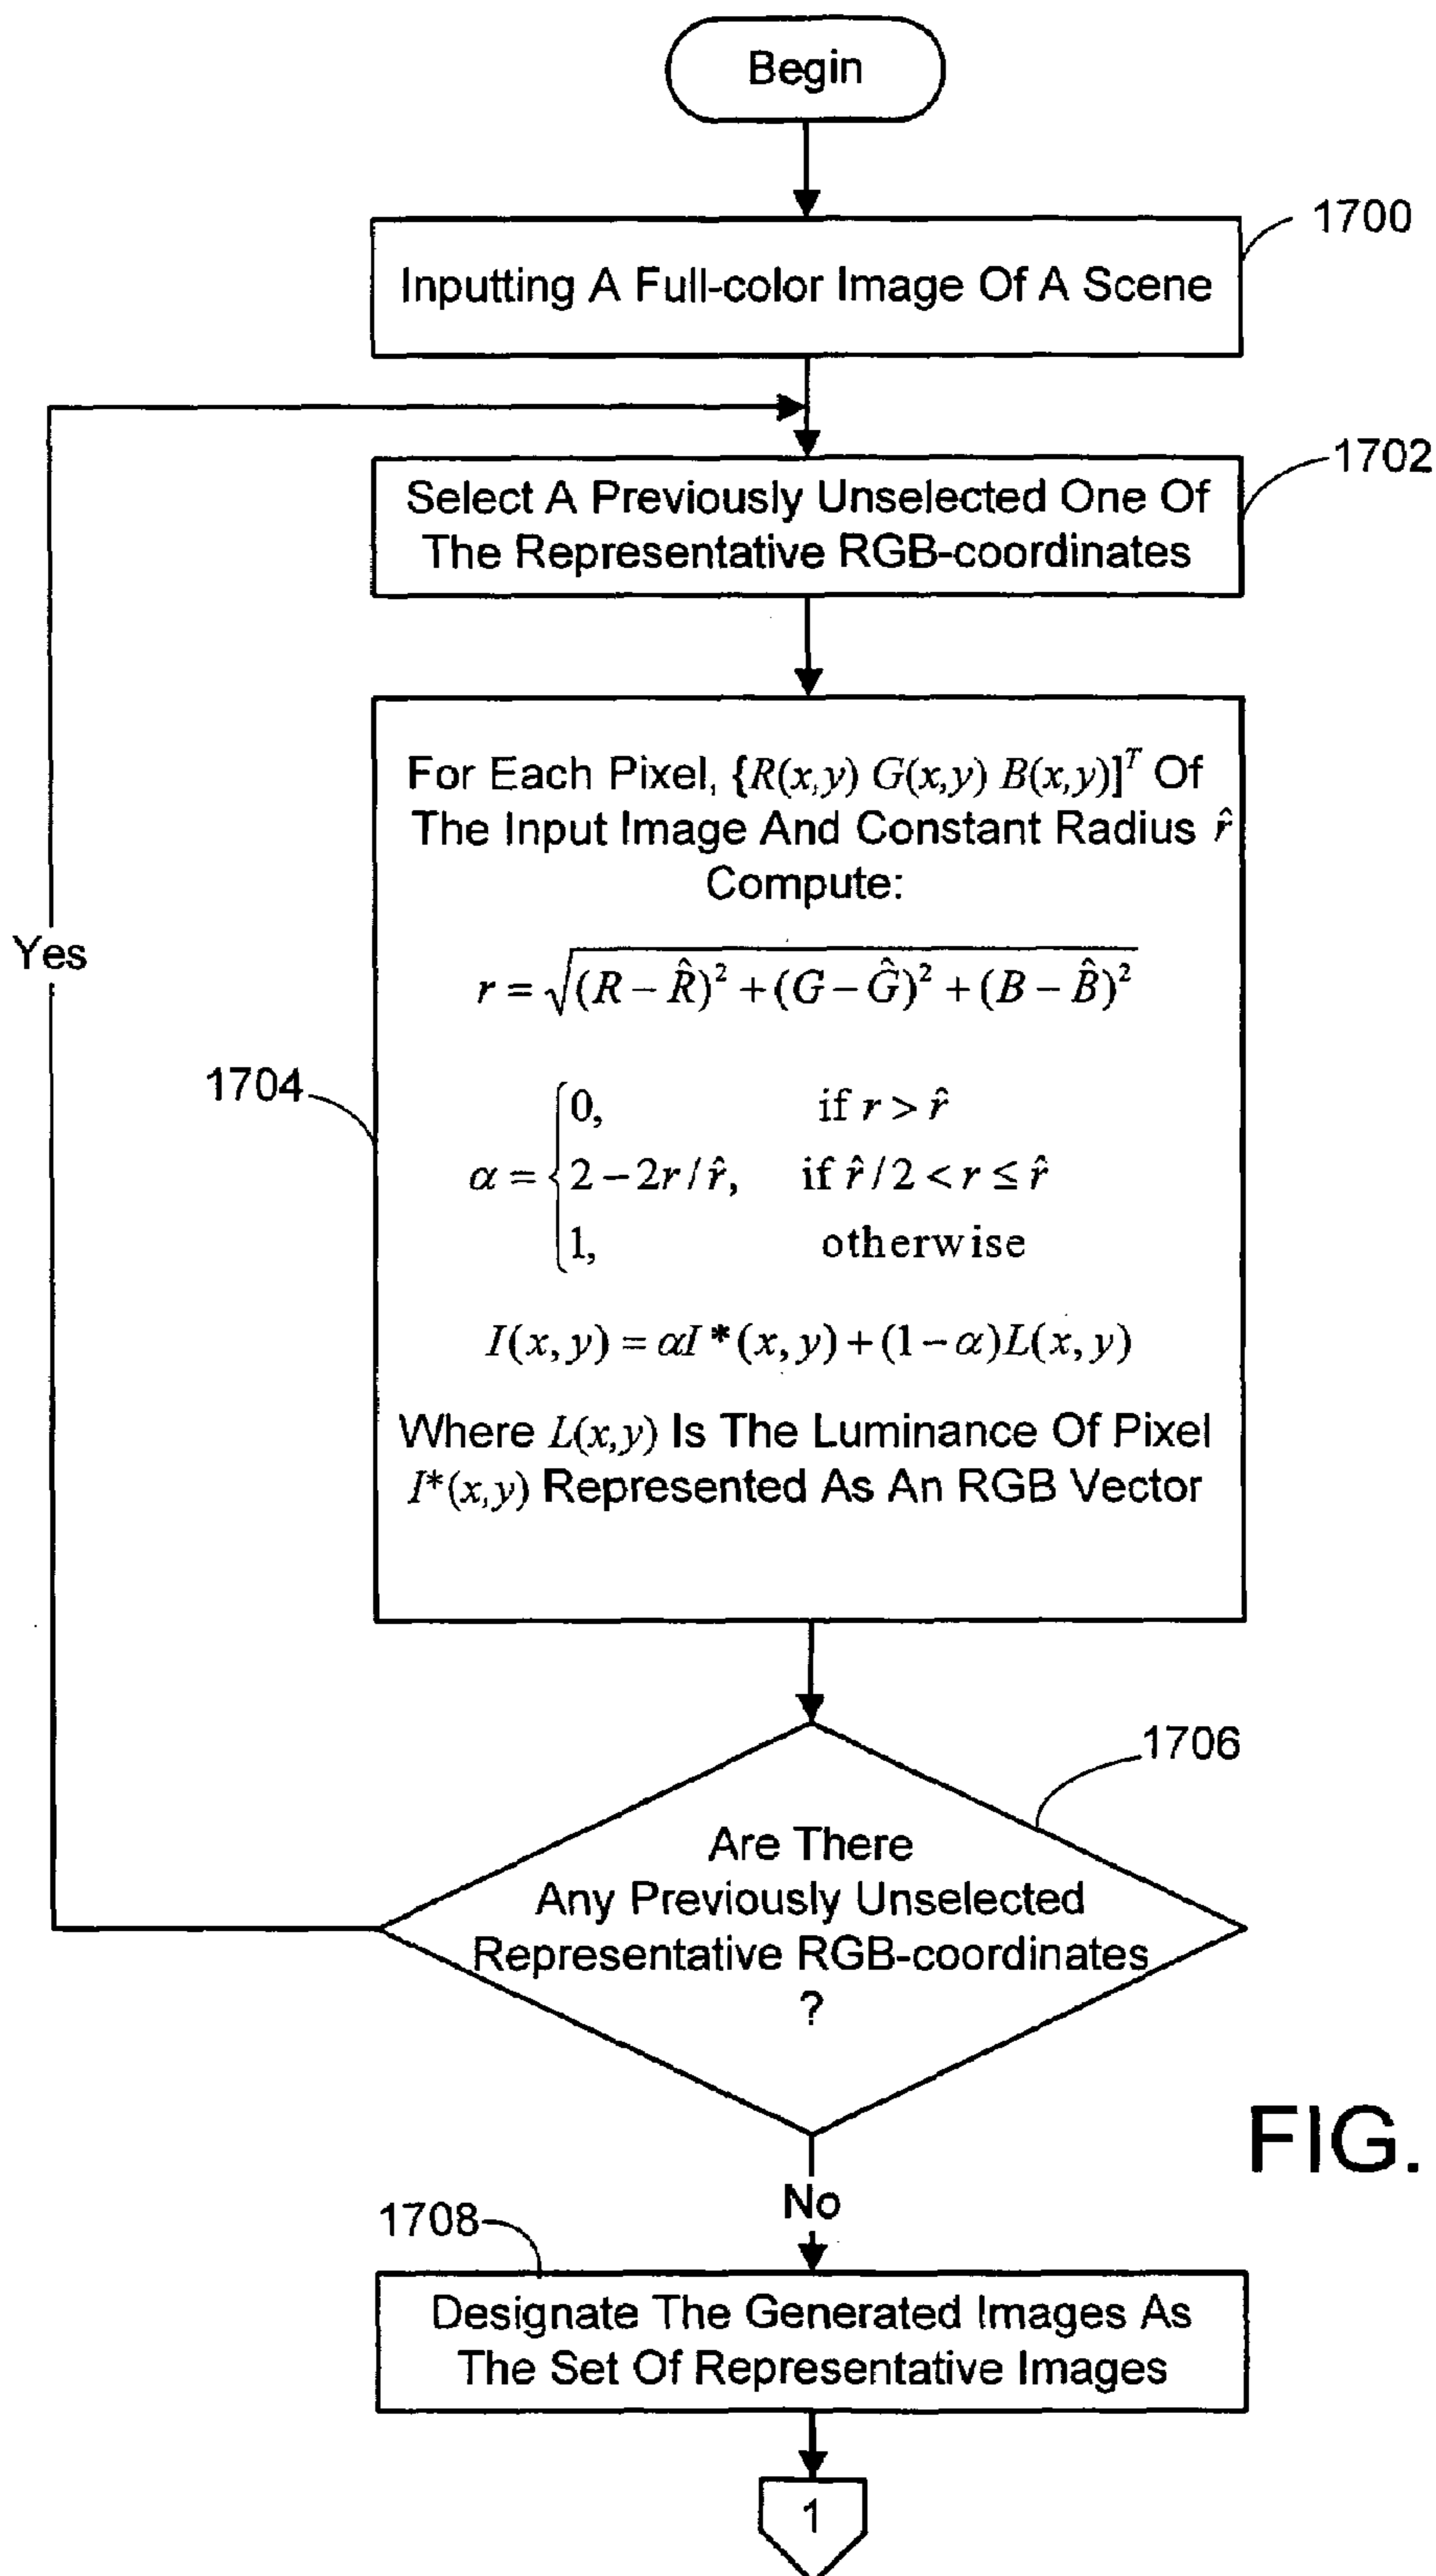 Begin
1700
Inputting A Full-color Image Of A Scene
1702
Select A Previously Unselected One Of
The Representative RGB-coordinates
For Each Pixel, {R(x,y) G(x,y) B(x,y)]^T Of
The Input Image And Constant Radius r̂
Compute:
Yes
r = √((R − R̂)² + (G − Ĝ)² + (B − B̂)²)
1704
α = { 0, if r > r̂
2 − 2r / r̂, if r̂ / 2 < r ≤ r̂
1, otherwise
I(x, y) = αI *(x, y) + (1 − α)L(x, y)
Where L(x,y) Is The Luminance Of Pixel
I*(x,y) Represented As An RGB Vector
1706
Are There
Any Previously Unselected
Representative RGB-coordinates
?
FIG.
No
1708
Designate The Generated Images As
The Set Of Representative Images
1